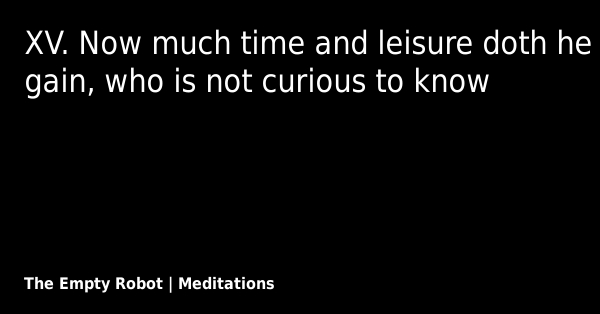 XV. Now much time and leisure doth he
gain, who is not curious to know
The Empty Robot | Meditations